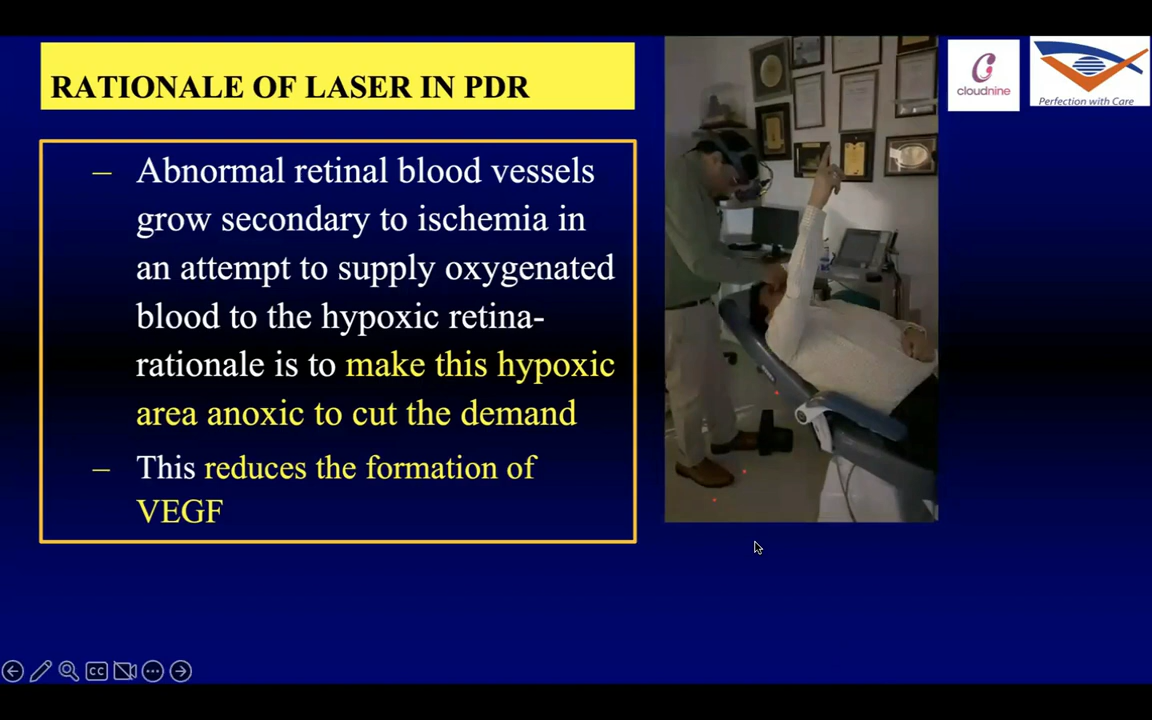 RATIONALE OF LASER IN PDR
– Abnormal retinal blood vessels
grow secondary to ischemia in
an attempt to supply oxygenated
blood to the hypoxic retina-
rationale is to make this hypoxic
area anoxic to cut the demand
– This reduces the formation of
VEGF
cloudnine
Perfection with Care
CC